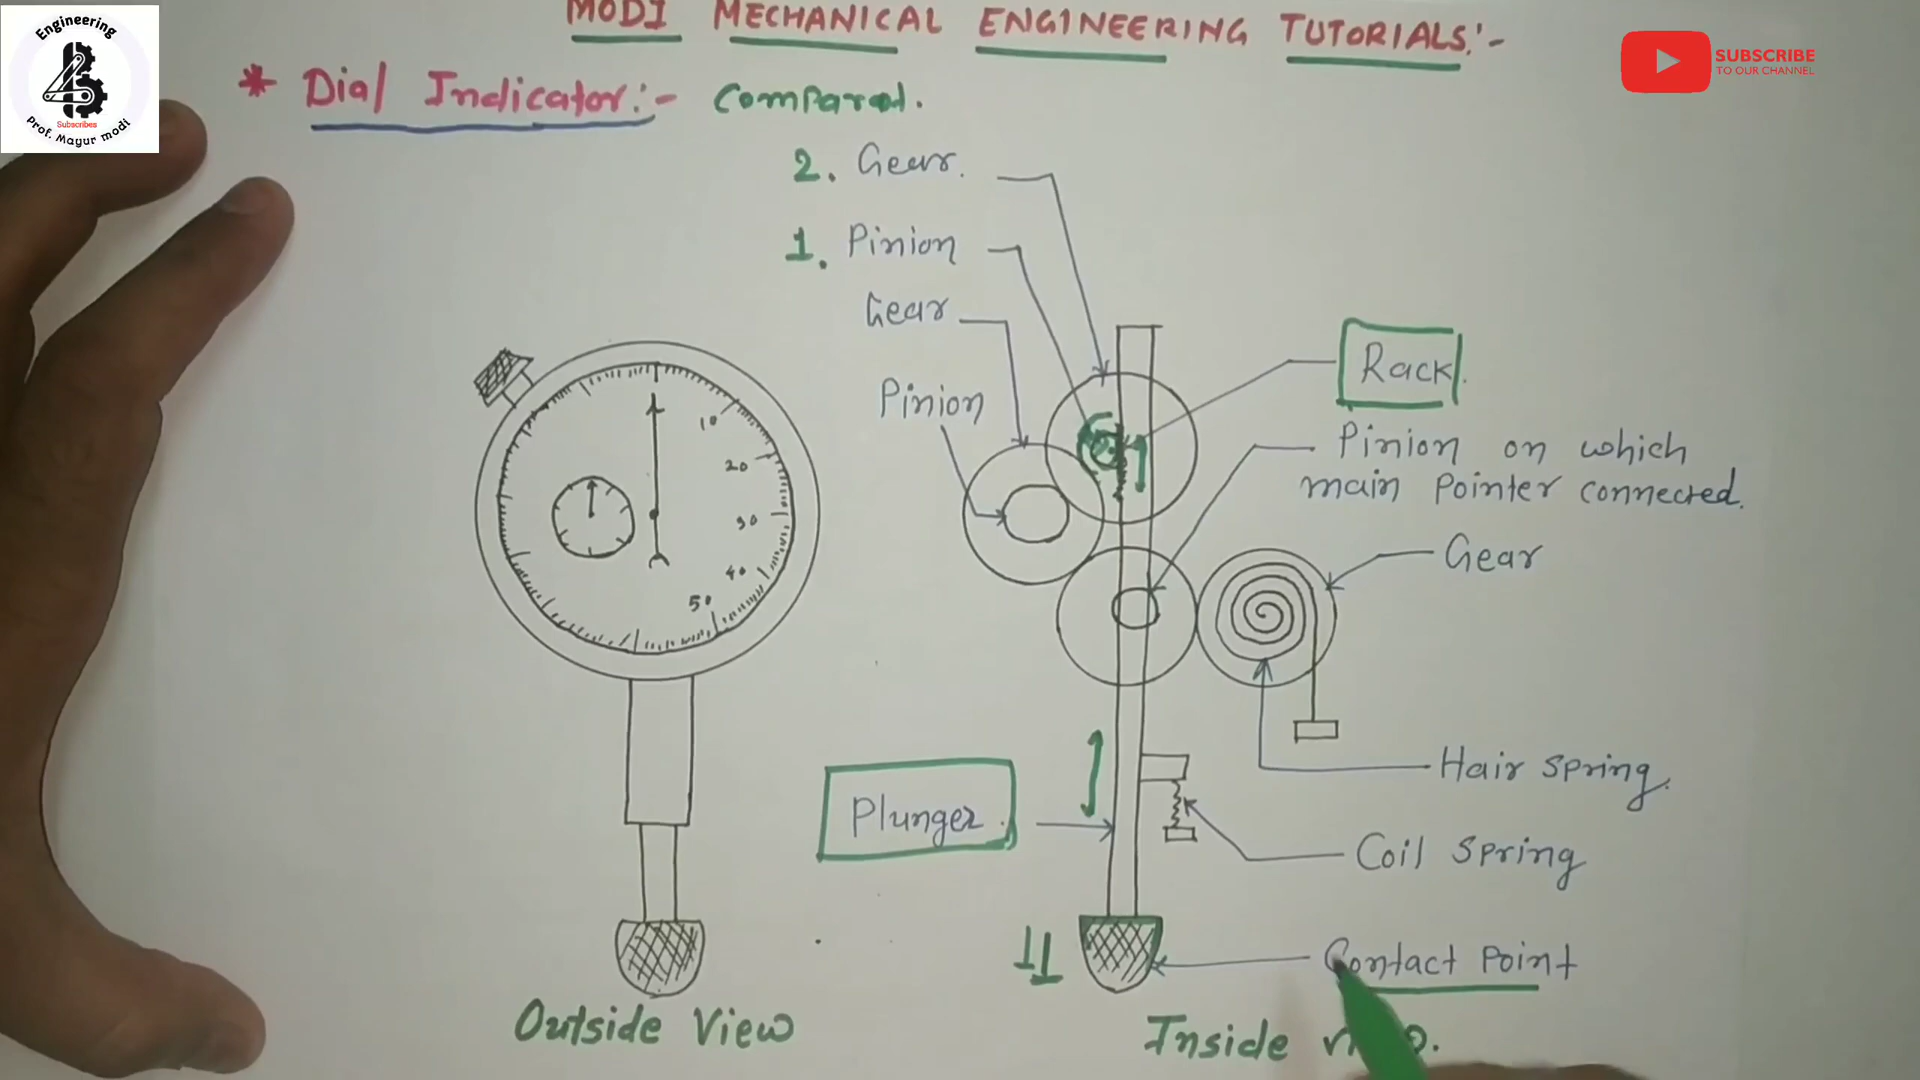 Engineering
Subscribes
Prof. Mayur modi
MODI MECHANICAL ENGINEERING TUTORIALS:-
SUBSCRIBE
TO OUR CHANNEL
* Dial Indicator:- Comparat.
2. Gear.
1. Pinion
Gear
Pinion
Rack.
Pinion on which
main pointer connected.
Gear
10
20
30
40
50
Hair spring.
Plunger.
Coil Spring
Contact Point
Outside View
Inside